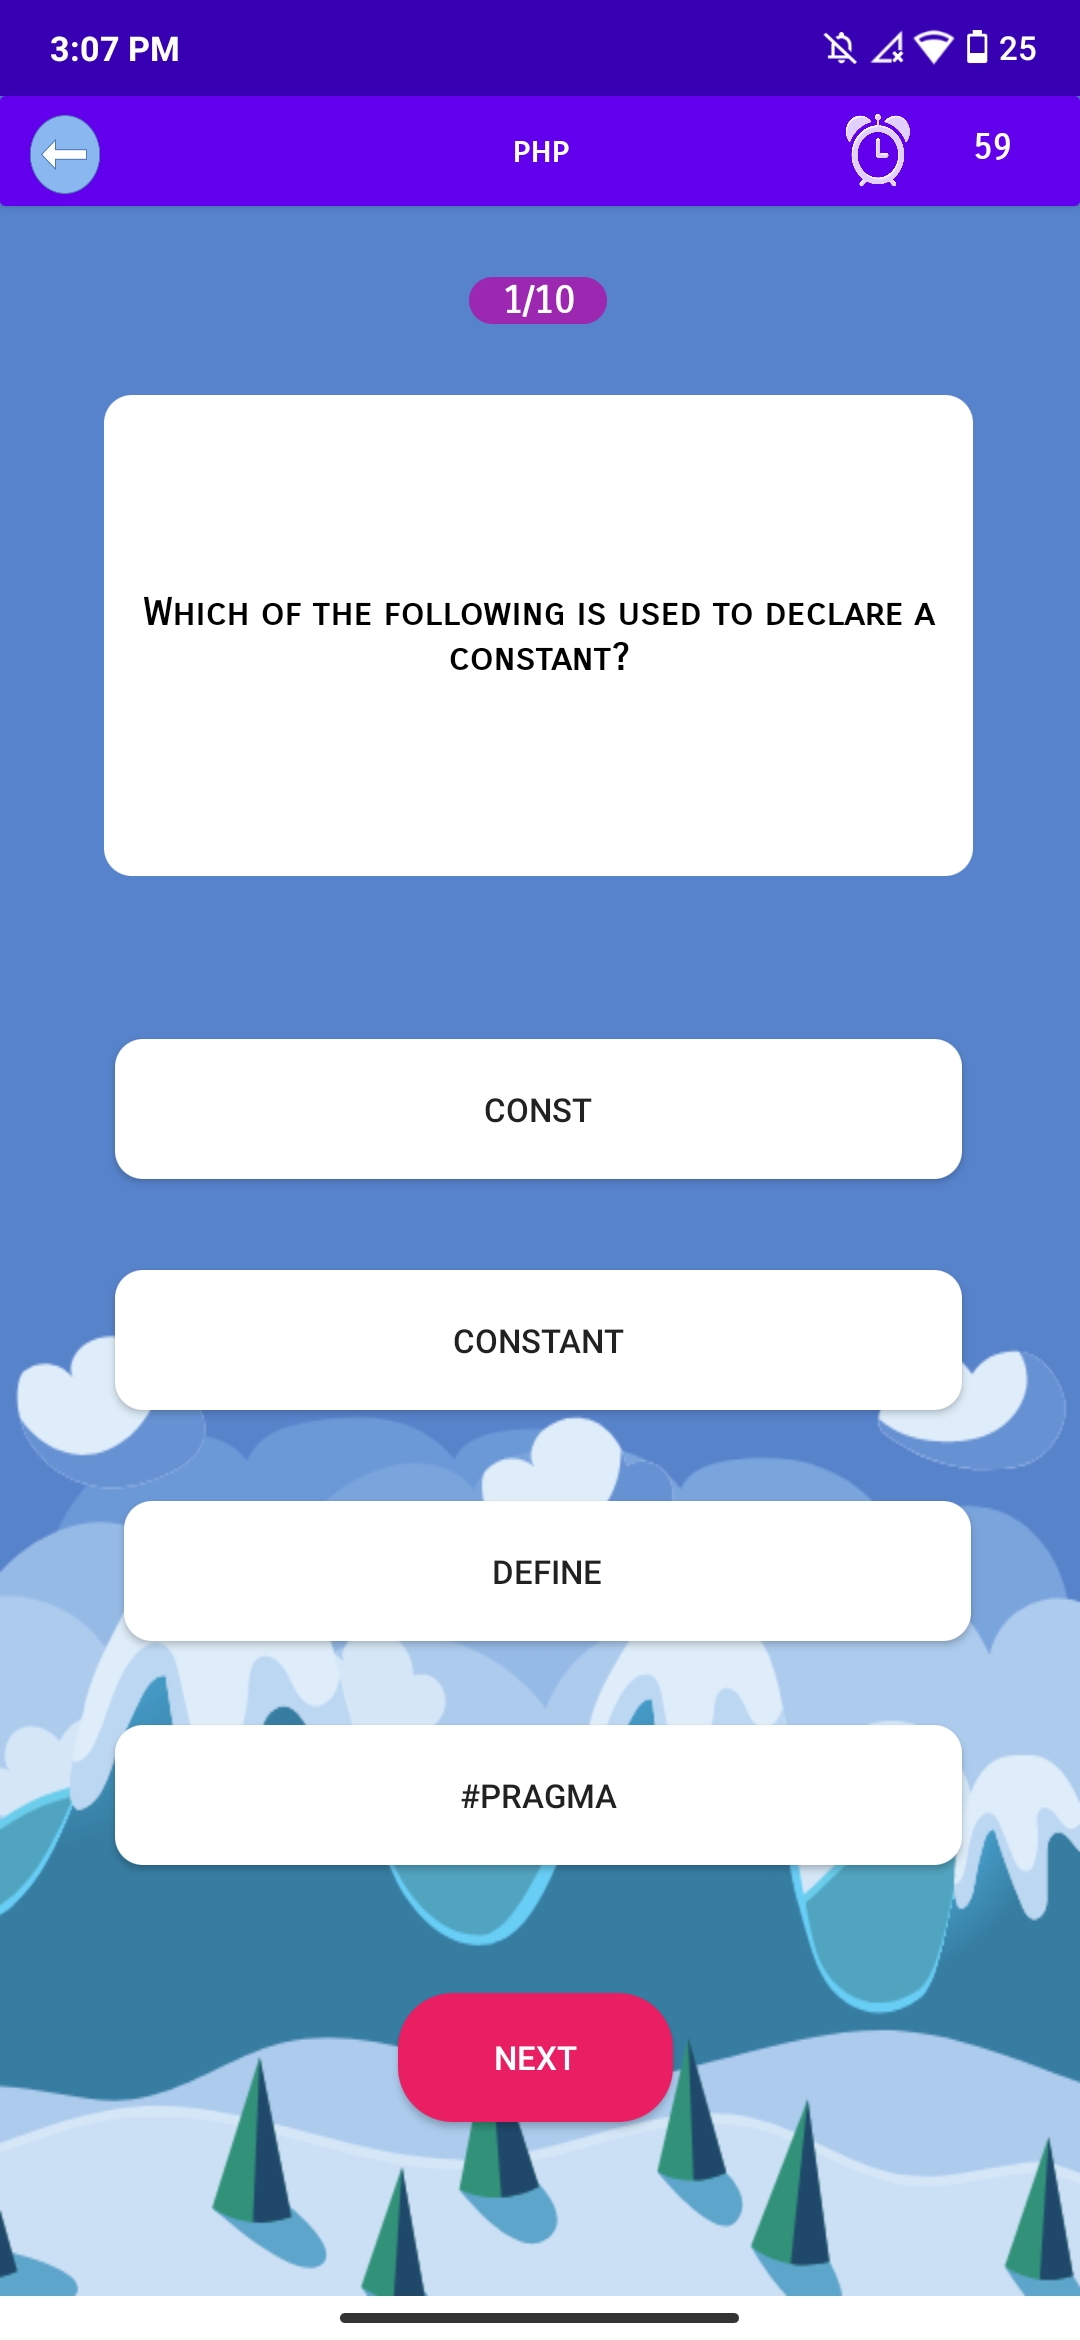 3:07 PM
25
PHP
59
1/10
Which of the following is used to declare a
constant?
CONST
CONSTANT
DEFINE
#PRAGMA
NEXT